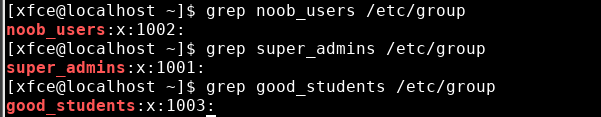 [xfce@localhost ~]$ grep noob_users /etc/group
noob_users:x:1002:
[xfce@localhost ~]$ grep super_admins /etc/group
super_admins:x:1001:
[xfce@localhost ~]$ grep good_students /etc/group
good_students:x:1003: